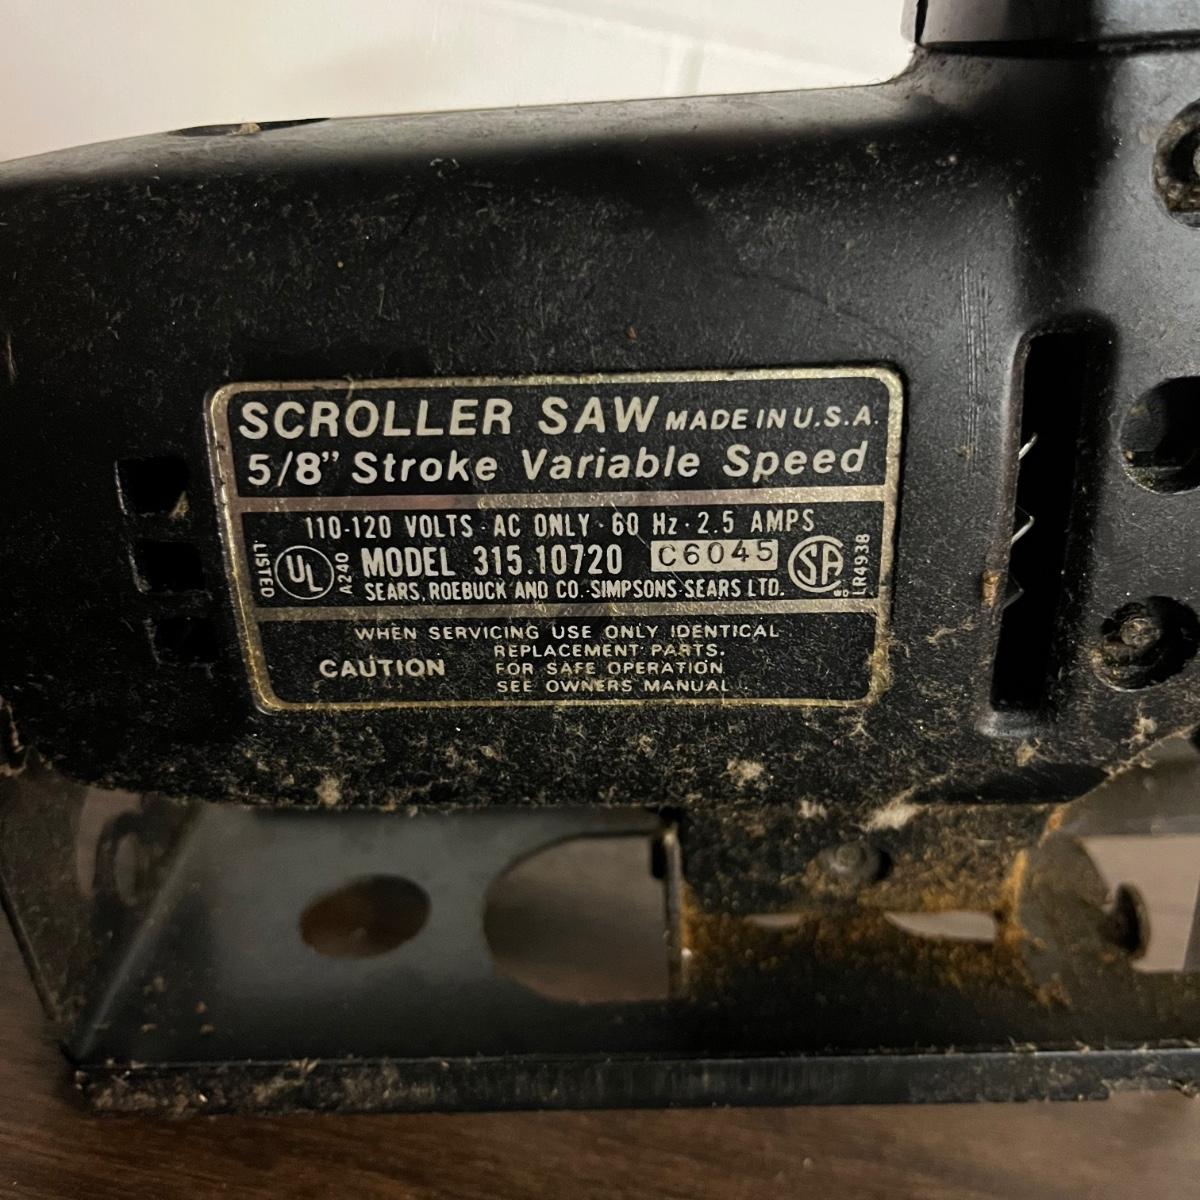 SCROLLER SAW MADE IN U.S.A.
5/8" Stroke Variable Speed
110-120 VOLTS · AC ONLY · 60 Hz · 2.5 AMPS
LISTED UL A240 MODEL 315.10720 C6045 SA LR4938
SEARS, ROEBUCK AND CO. SIMPSONS-SEARS LTD.
WHEN SERVICING USE ONLY IDENTICAL
REPLACEMENT PARTS.
CAUTION FOR SAFE OPERATION
SEE OWNERS MANUAL